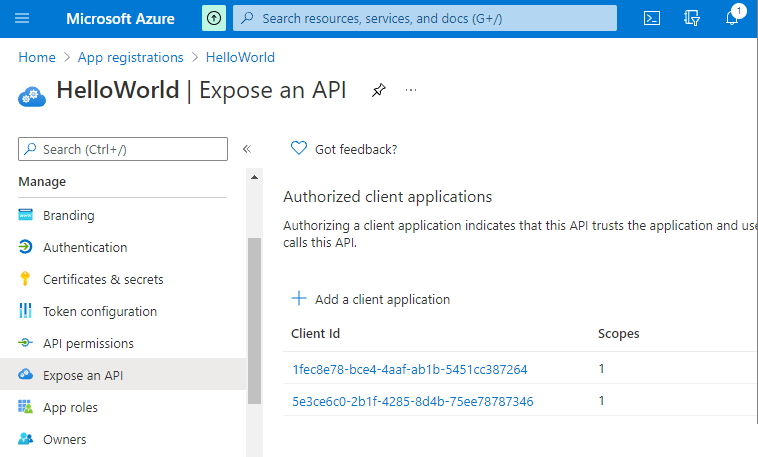 Microsoft Azure
Search resources, services, and docs (G+/)
1
Home > App registrations > HelloWorld
HelloWorld | Expose an API
...
Search (Ctrl+/)
«
Got feedback?
Manage
Branding
Authentication
Certificates & secrets
Token configuration
API permissions
Expose an API
App roles
Owners
Authorized client applications
Authorizing a client application indicates that this API trusts the application and use
calls this API.
Add a client application
Client Id Scopes
1fec8e78-bce4-4aaf-ab1b-5451cc387264 1
5e3ce6c0-2b1f-4285-8d4b-75ee78787346 1